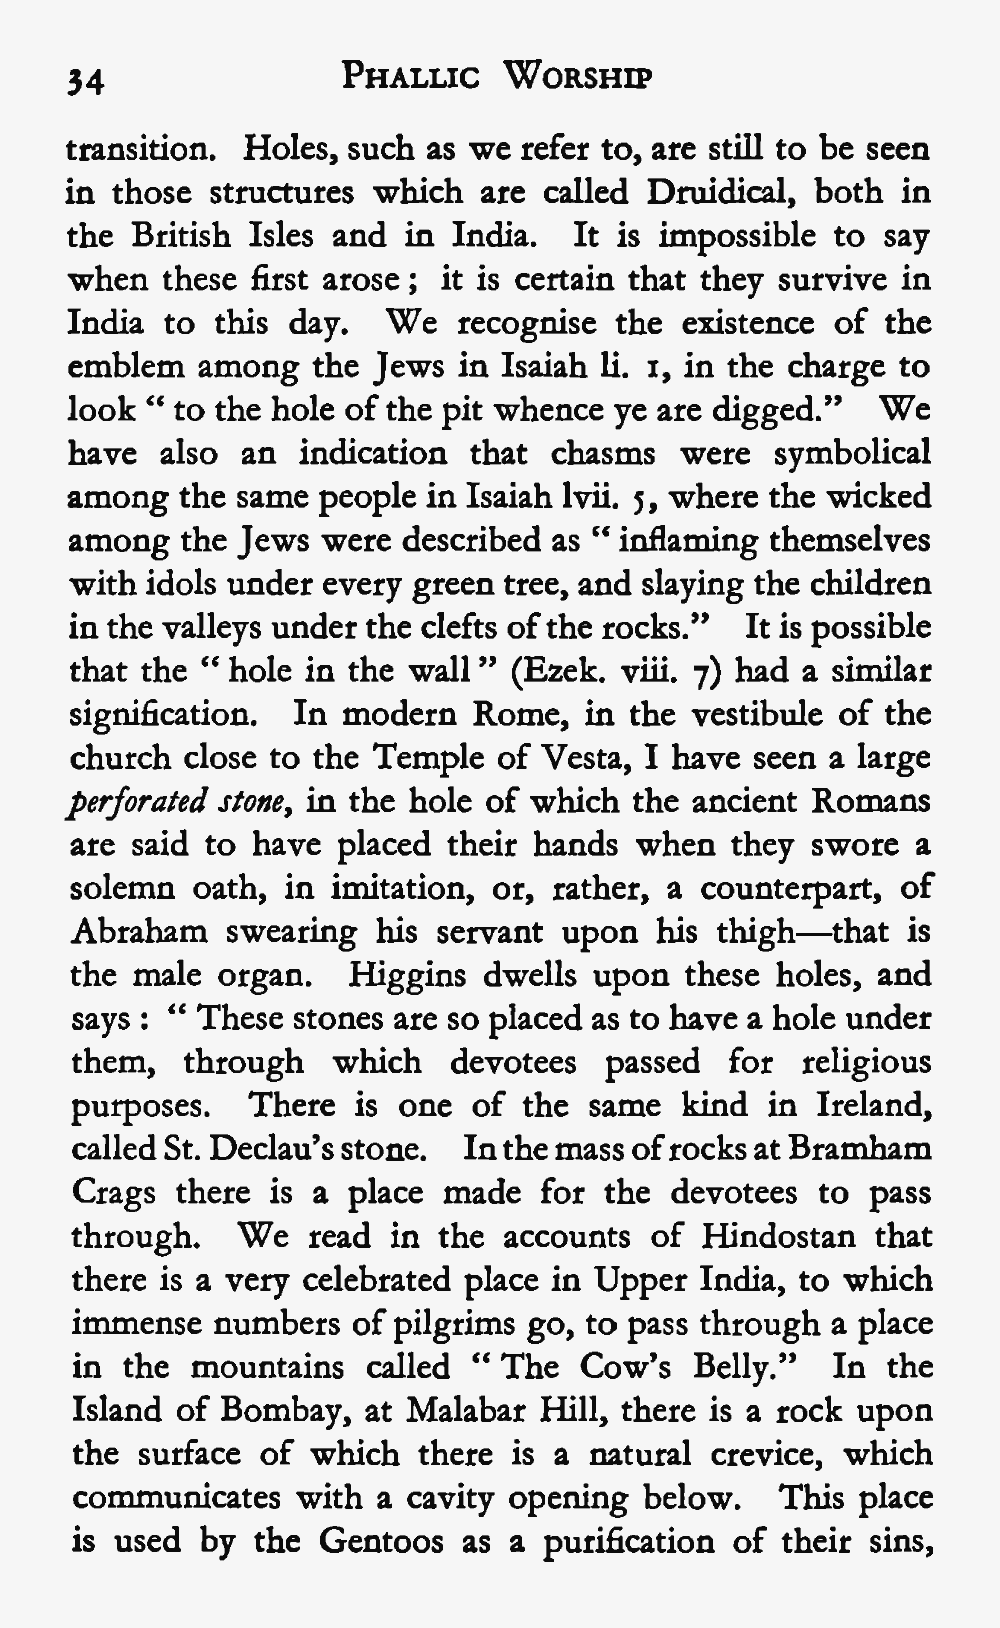 34 Phallic Worship
transition. Holes, such as we refer to, are still to be seen
in those structures which are called Druidical, both in
the British Isles and in India. It is impossible to say
when these first arose ; it is certain that they survive in
India to this day. We recognise the existence of the
emblem among the Jews in Isaiah li. 1, in the charge to
look “ to the hole of the pit whence ye are digged.” We
have also an indication that chasms were symbolical
among the same people in Isaiah lvii. 5, where the wicked
among the Jews were described as “ inflaming themselves
with idols under every green tree, and slaying the children
in the valleys under the clefts of the rocks.” It is possible
that the “ hole in the wall ” (Ezek. viii. 7) had a similar
signification. In modern Rome, in the vestibule of the
church close to the Temple of Vesta, I have seen a large
perforated stone, in the hole of which the ancient Romans
are said to have placed their hands when they swore a
solemn oath, in imitation, or, rather, a counterpart, of
Abraham swearing his servant upon his thigh—that is
the male organ. Higgins dwells upon these holes, and
says : “ These stones are so placed as to have a hole under
them, through which devotees passed for religious
purposes. There is one of the same kind in Ireland,
called St. Declau’s stone. In the mass of rocks at Bramham
Crags there is a place made for the devotees to pass
through. We read in the accounts of Hindostan that
there is a very celebrated place in Upper India, to which
immense numbers of pilgrims go, to pass through a place
in the mountains called “ The Cow’s Belly.” In the
Island of Bombay, at Malabar Hill, there is a rock upon
the surface of which there is a natural crevice, which
communicates with a cavity opening below. This place
is used by the Gentoos as a purification of their sins,